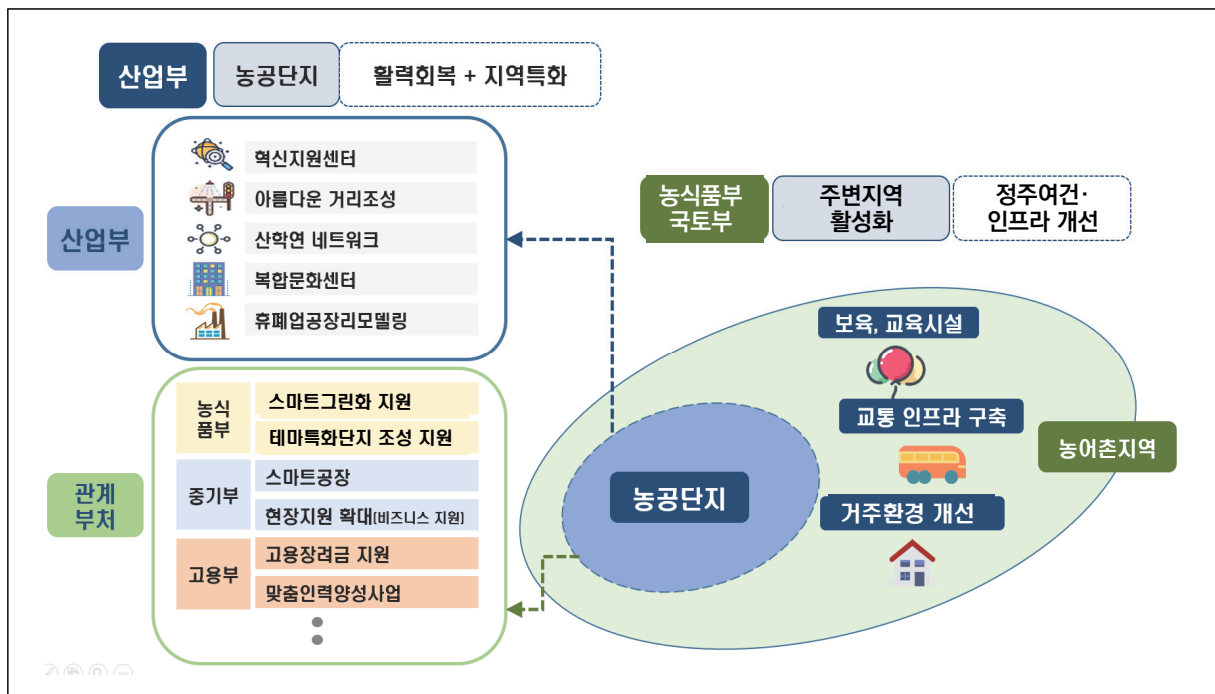 산업부
농공단지
활력회복 + 지역특화
산업부
혁신지원센터
아름다운 거리조성
산학연 네트워크
복합문화센터
휴폐업공장리모델링
관계
부처
농식
품부
스마트그린화 지원
테마특화단지 조성 지원
중기부
스마트공장
현장지원 확대(비즈니스 지원)
고용부
고용장려금 지원
맞춤인력양성사업
농식품부
국토부
주변지역
활성화
정주여건·
인프라 개선
보육, 교육시설
교통 인프라 구축
거주환경 개선
농공단지
농어촌지역